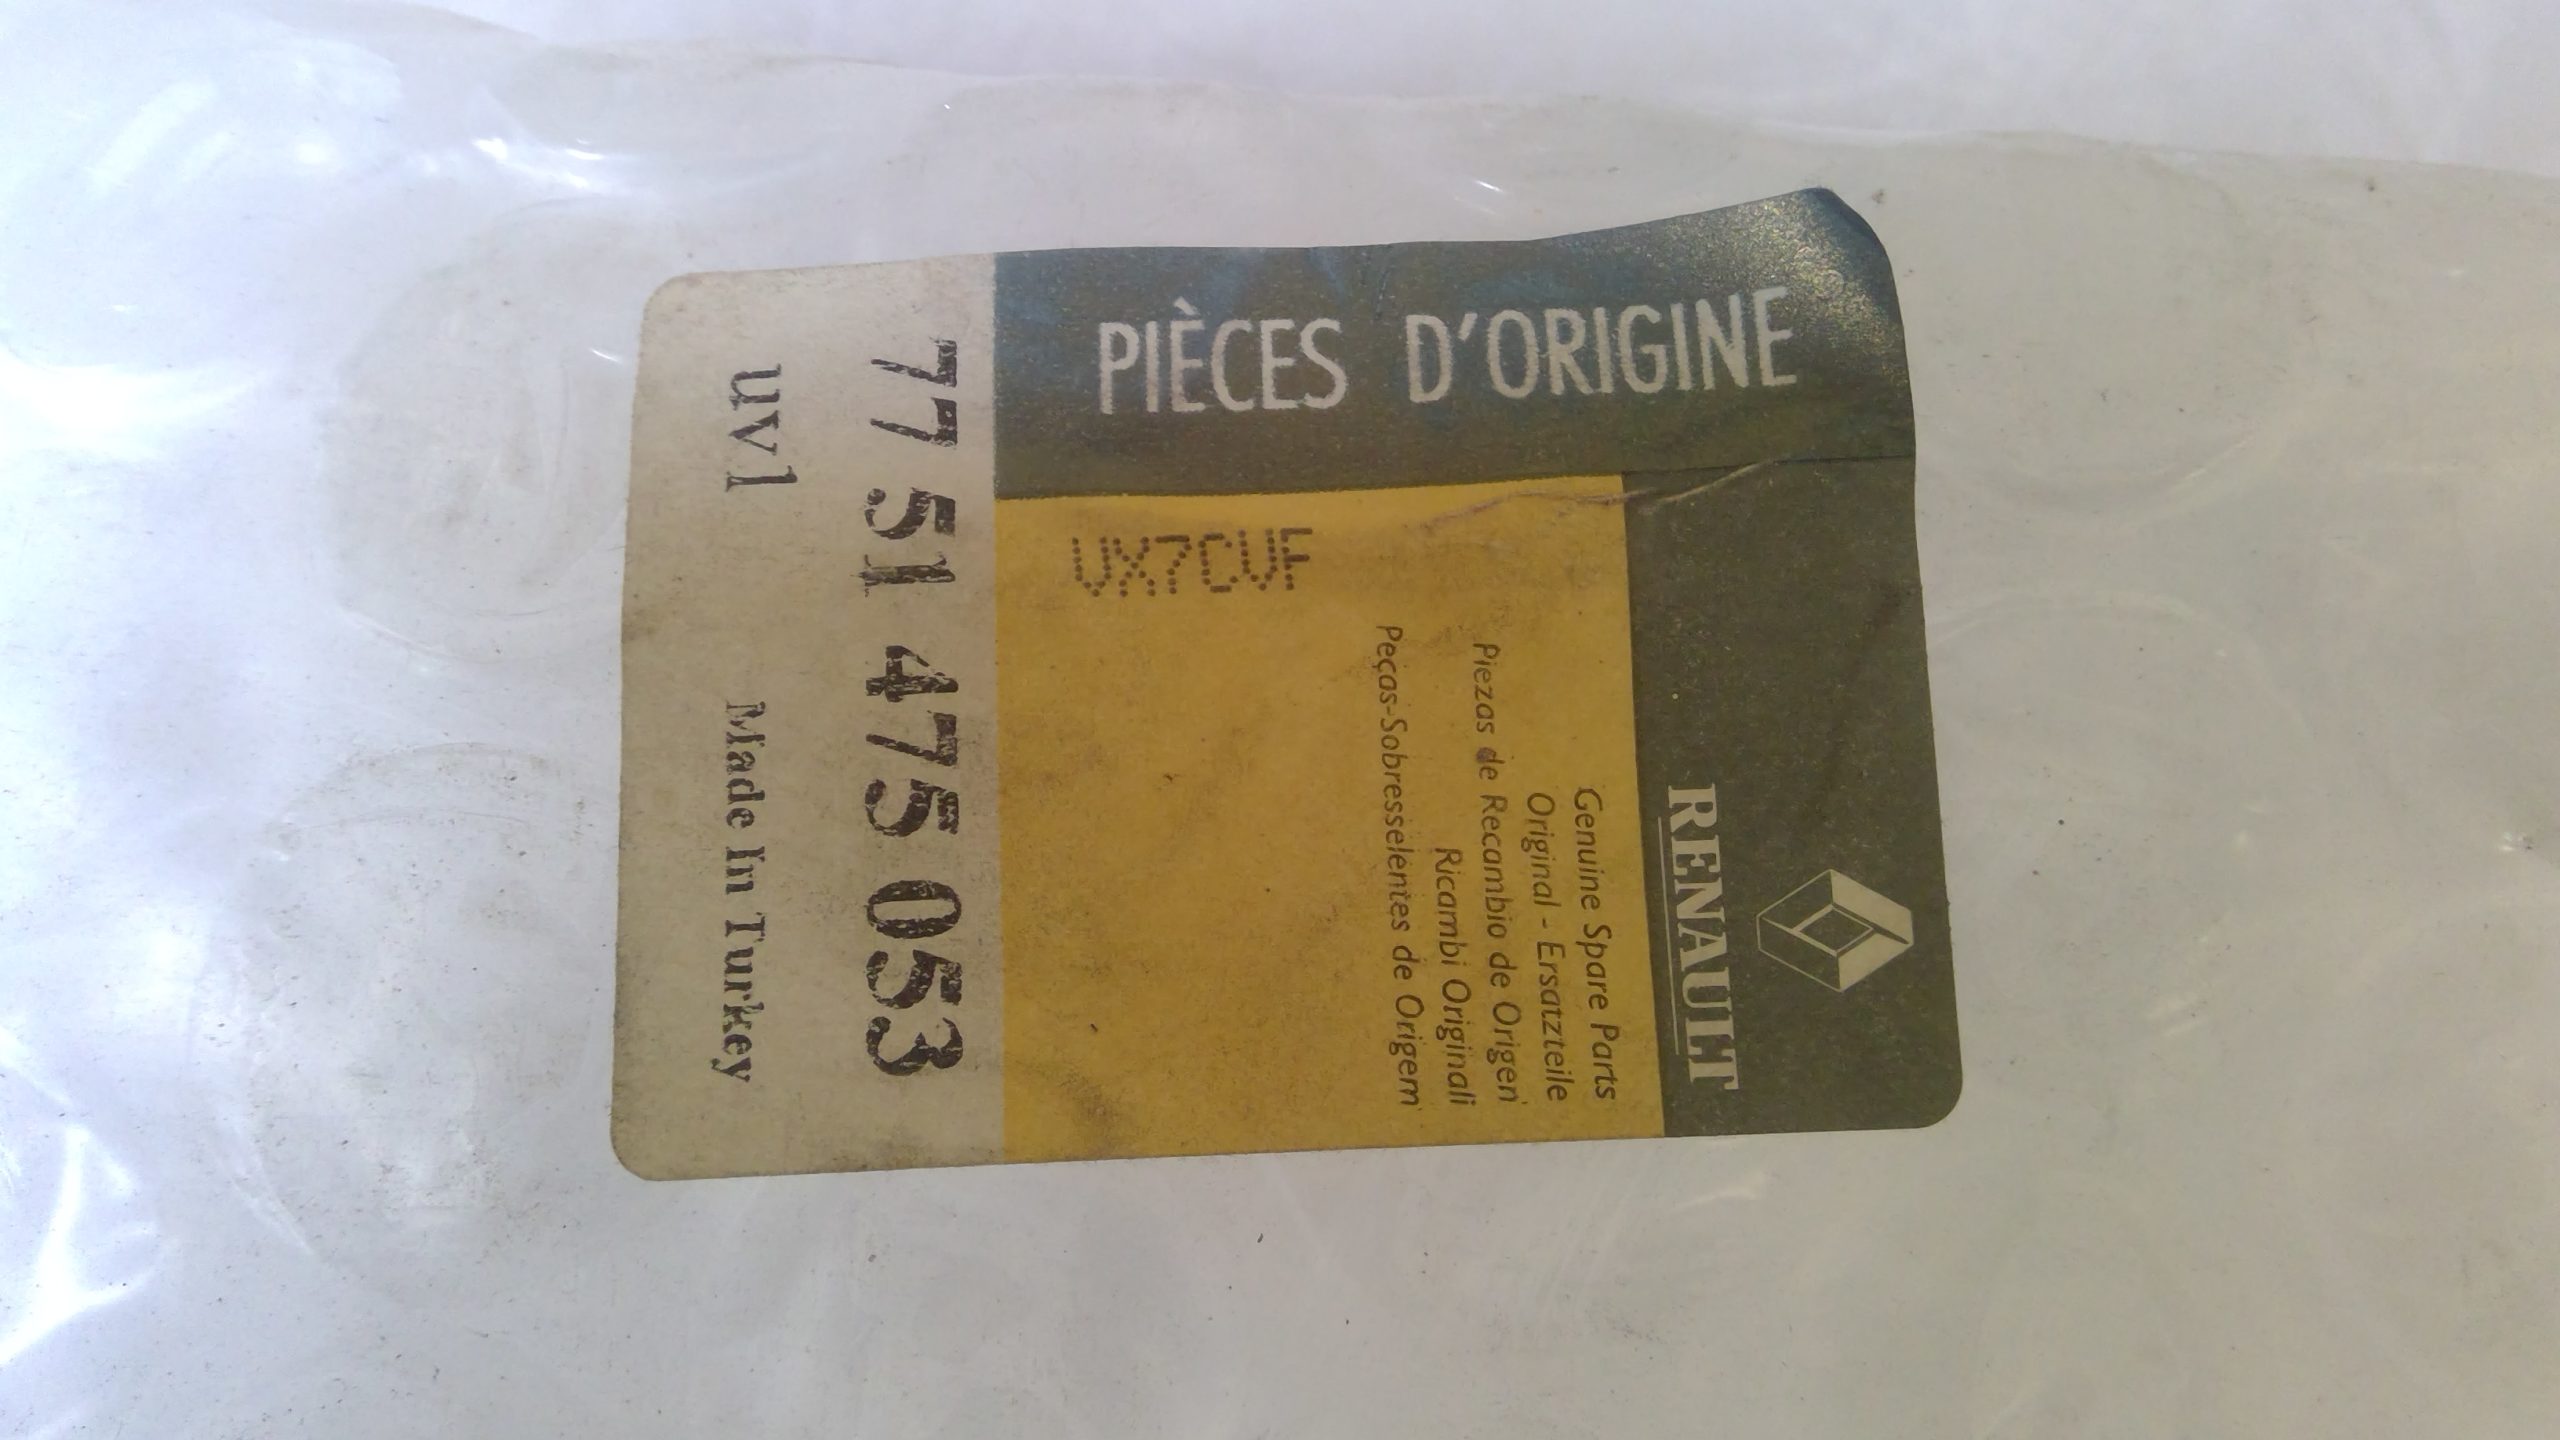 PIÈCES D'ORIGINE
RENAULT
Genuine Spare Parts
Original - Ersatzteile
Piezas de Recambio de Origen
Ricambi Originali
Peças-Sobresselentes de Origem
77 51 475 053
uv1 Made In Turkey